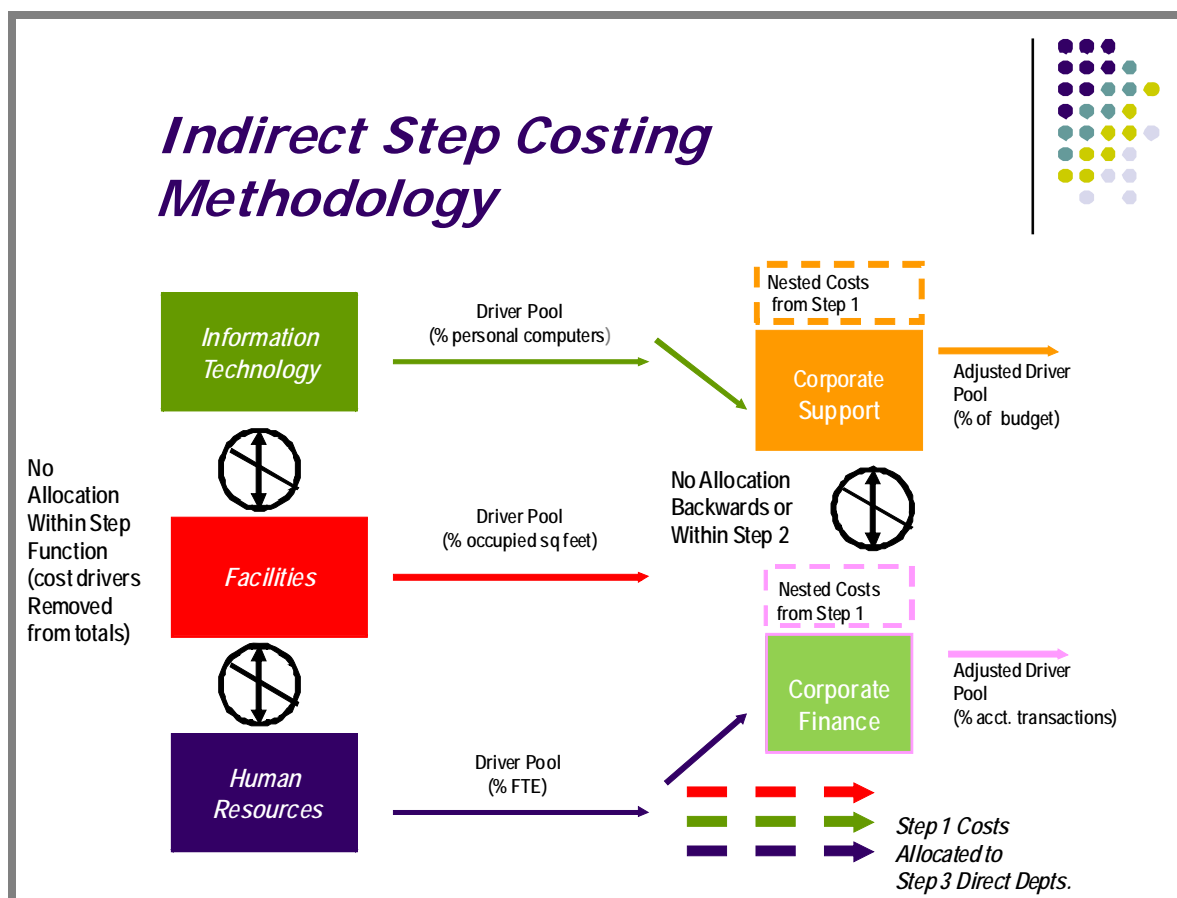 Indirect Step Costing
Methodology
Information
Technology
Driver Pool
(% personal computers)
Nested Costs
from Step 1
Corporate
Support
Adjusted Driver
Pool
(% of budget)
No
Allocation
Within Step
Function
(cost drivers
Removed
from totals)
Facilities
Driver Pool
(% occupied sq feet)
No Allocation
Backwards or
Within Step 2
Nested Costs
from Step 1
Corporate
Finance
Adjusted Driver
Pool
(% acct. transactions)
Human
Resources
Driver Pool
(% FTE)
Step 1 Costs
Allocated to
Step 3 Direct Depts.